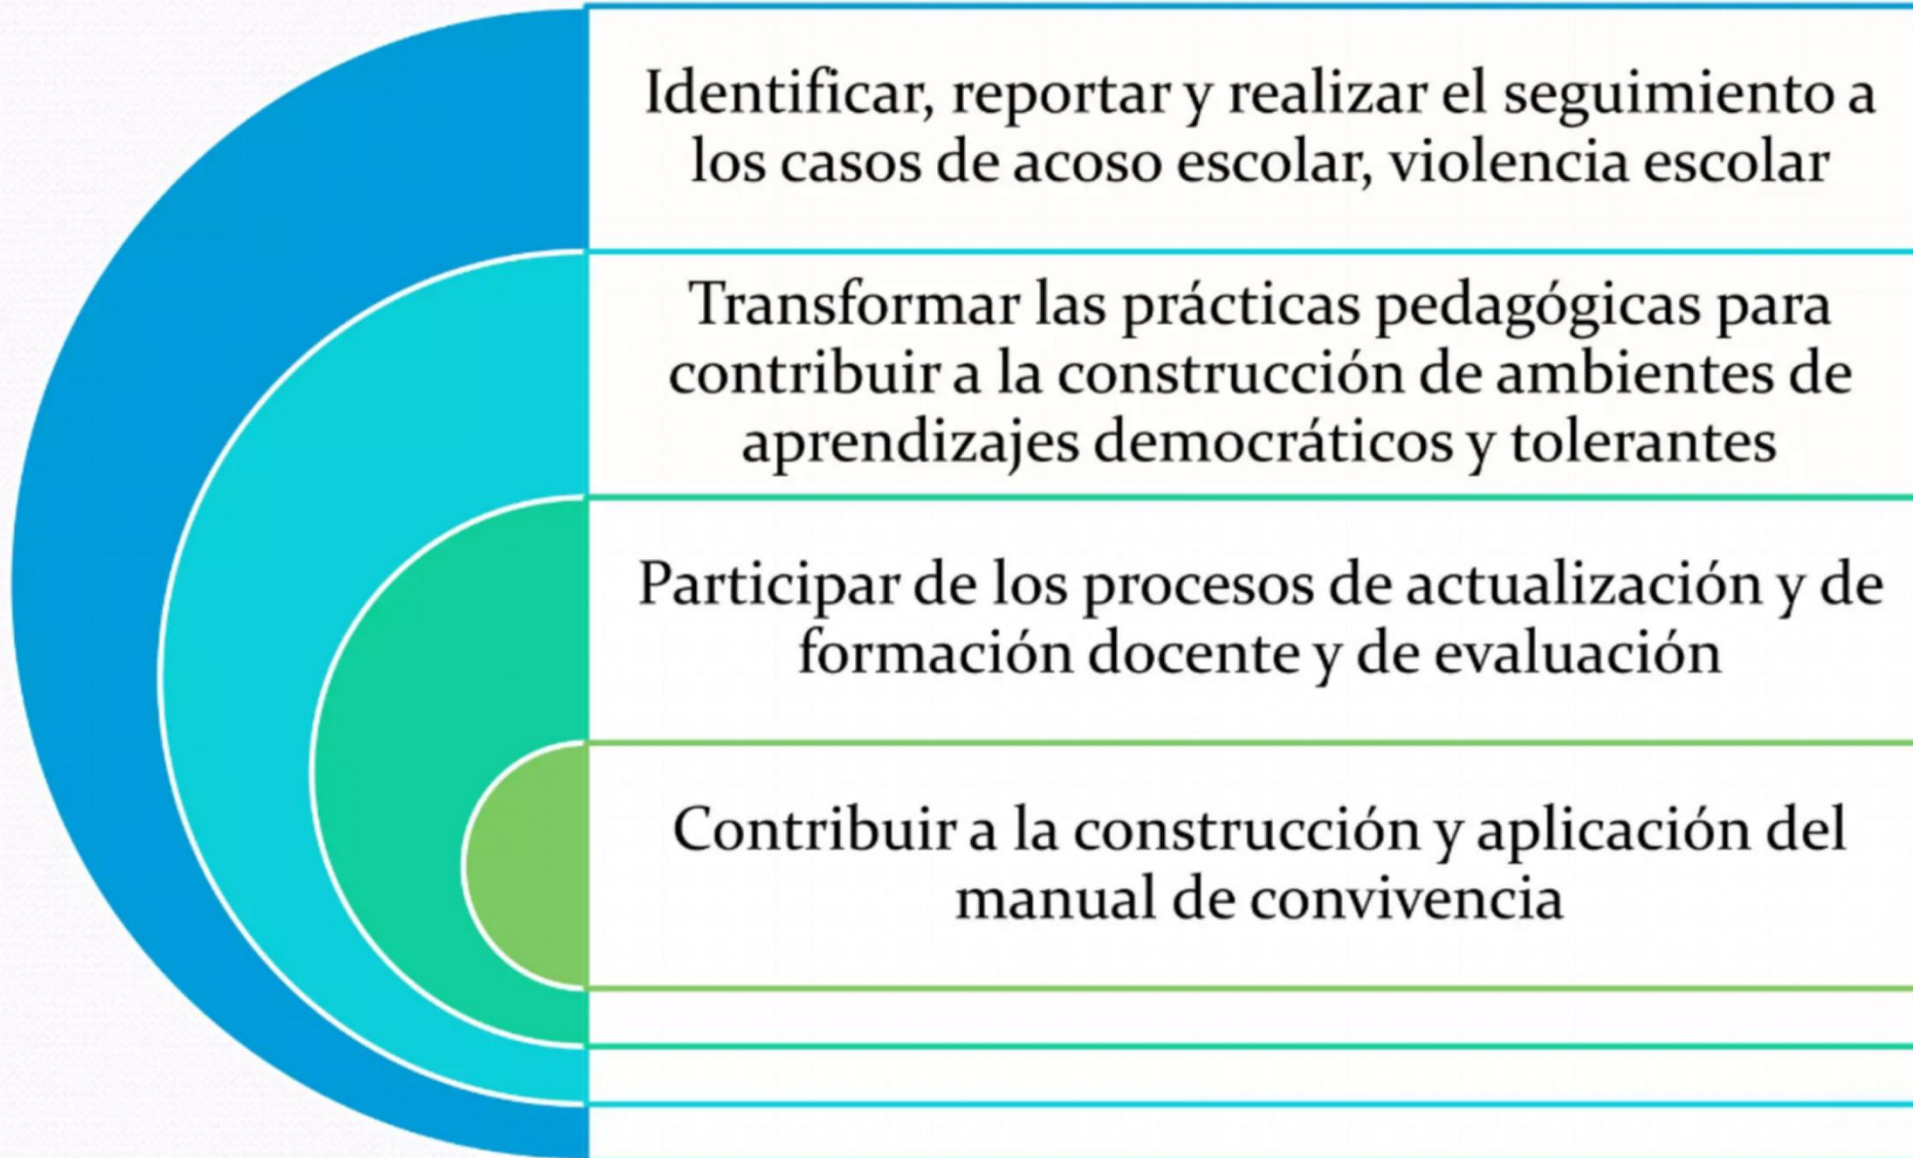 Identificar, reportar y realizar el seguimiento a
los casos de acoso escolar, violencia escolar
Transformar las prácticas pedagógicas para
contribuir a la construcción de ambientes de
aprendizajes democráticos y tolerantes
Participar de los procesos de actualización y de
formación docente y de evaluación
Contribuir a la construcción y aplicación del
manual de convivencia